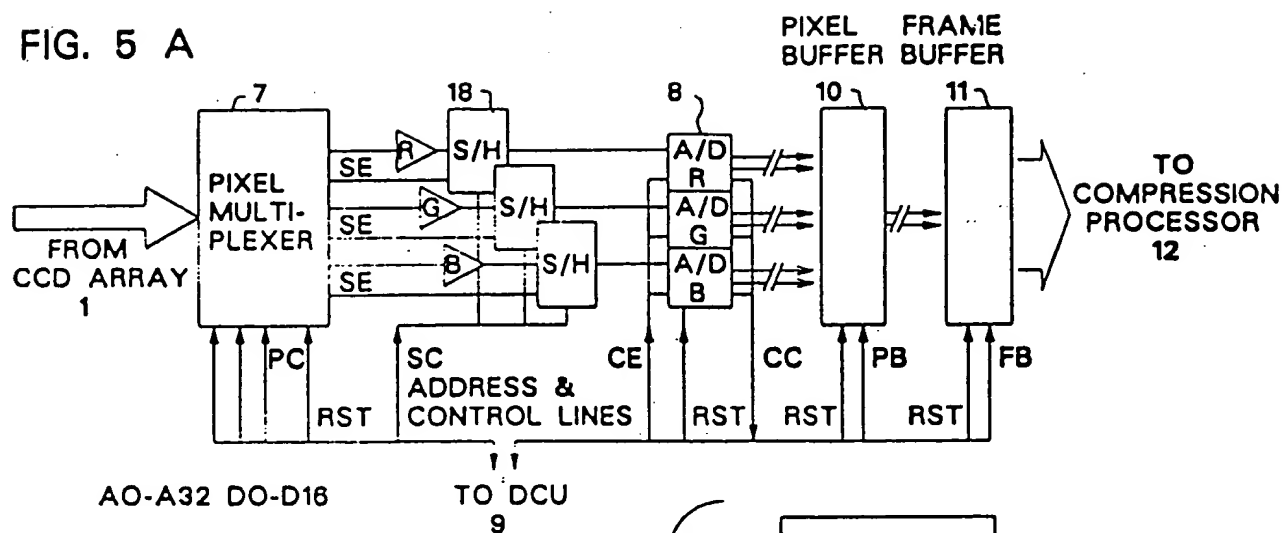 FIG. 5 A
PIXEL BUFFER
10
FRAME BUFFER
11
7
18
8
PIXEL MULTI-PLEXER
SE
SE
SE
R
G
B
S/H
S/H
S/H
A/D
R
A/D
G
A/D
B
FROM
CCD ARRAY
1
TO
COMPRESSION
PROCESSOR
12
PC
SC
CE
CC
PB
FB
ADDRESS &
CONTROL LINES
RST
RST
RST
RST
AO-A32 DO-D16
TO DCU
9